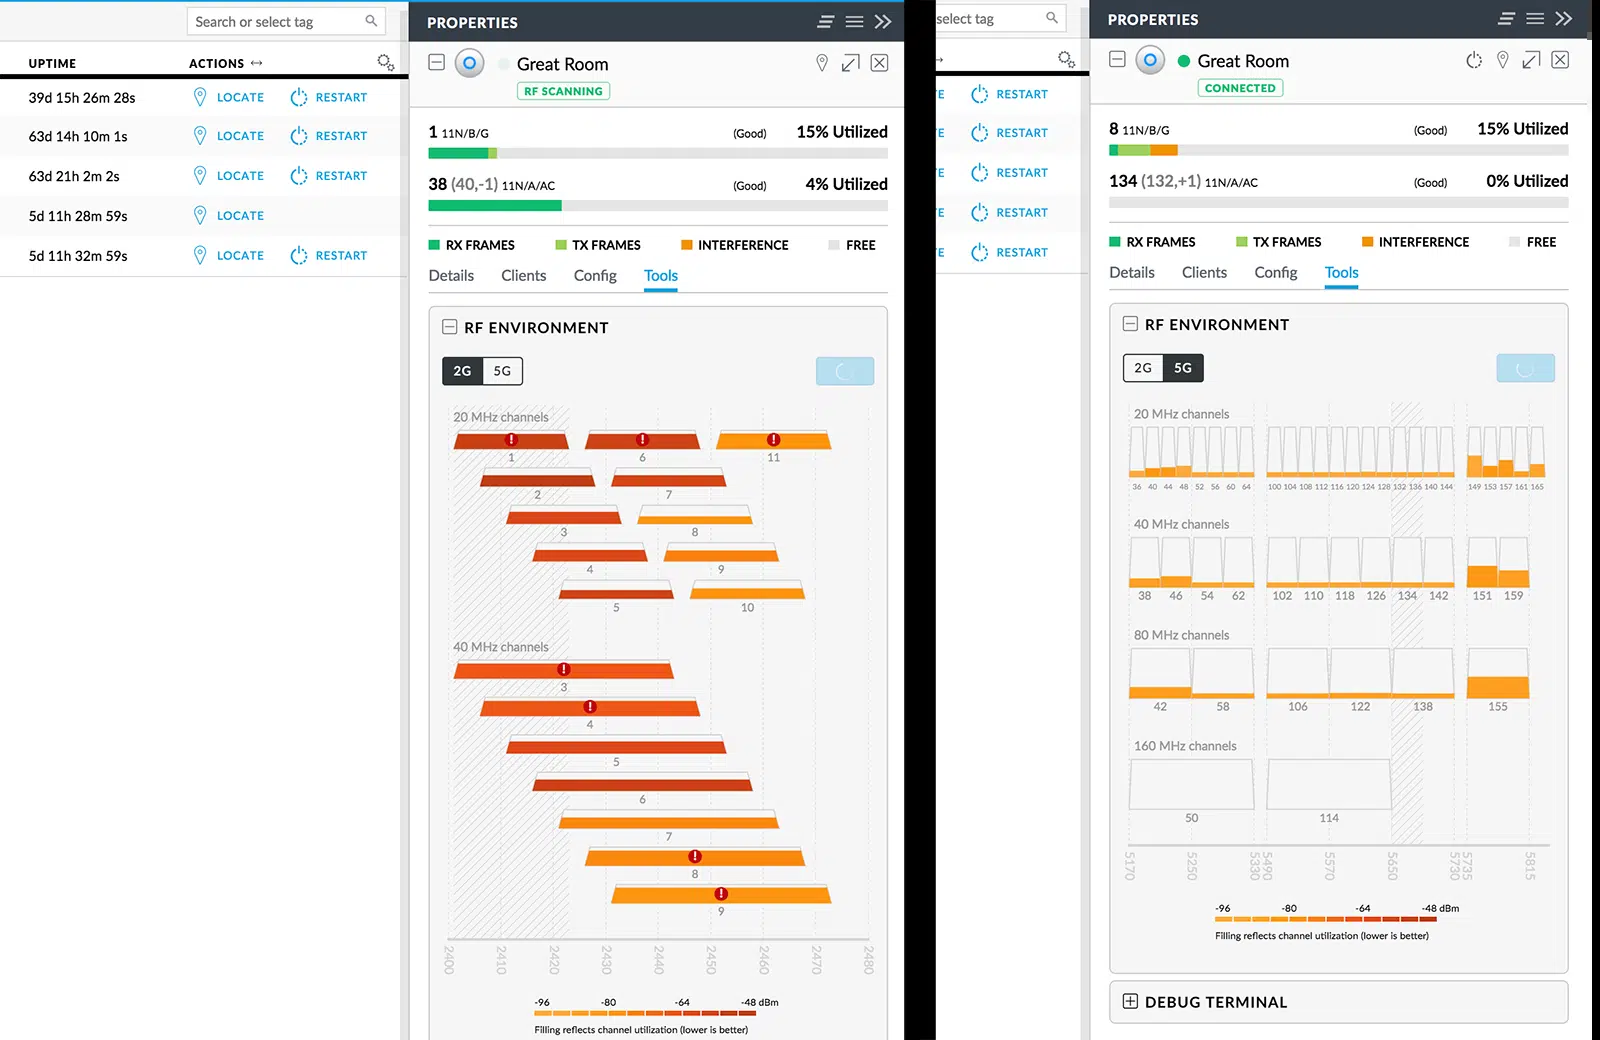 Search or select tag
UPTIME ACTIONS
39d 15h 26m 28s LOCATE RESTART
63d 14h 10m 1s LOCATE RESTART
63d 21h 2m 2s LOCATE RESTART
5d 11h 28m 59s LOCATE
5d 11h 32m 59s LOCATE RESTART
PROPERTIES
Great Room
RF SCANNING
1 11N/B/G (Good) 15% Utilized
38 (40,-1) 11N/A/AC (Good) 4% Utilized
RX FRAMES TX FRAMES INTERFERENCE FREE
Details Clients Config Tools
RF ENVIRONMENT
2G 5G
20 MHz channels
1 6 11
2 7
3 8
4 9
5 10
40 MHz channels
3
4
5
6
7
8
9
2400 2410 2420 2430 2440 2450 2460 2470 2480
-96 -80 -64 -48 dBm
Filling reflects channel utilization (lower is better)
select tag
E RESTART
E RESTART
E RESTART
E RESTART
E RESTART
PROPERTIES
Great Room
CONNECTED
8 11N/B/G (Good) 15% Utilized
134 (132,+1) 11N/A/AC (Good) 0% Utilized
RX FRAMES TX FRAMES INTERFERENCE FREE
Details Clients Config Tools
RF ENVIRONMENT
2G 5G
20 MHz channels
36 40 44 48 52 56 60 64 100 104 108 112 116 120 124 128 132 136 140 144 149 153 157 161 165
40 MHz channels
38 46 54 62 102 110 118 126 134 142 151 159
80 MHz channels
42 58 106 122 138 155
160 MHz channels
50 114
5170 5250 5330 5490 5570 5650 5730 5735 5815
-96 -80 -64 -48 dBm
Filling reflects channel utilization (lower is better)
DEBUG TERMINAL